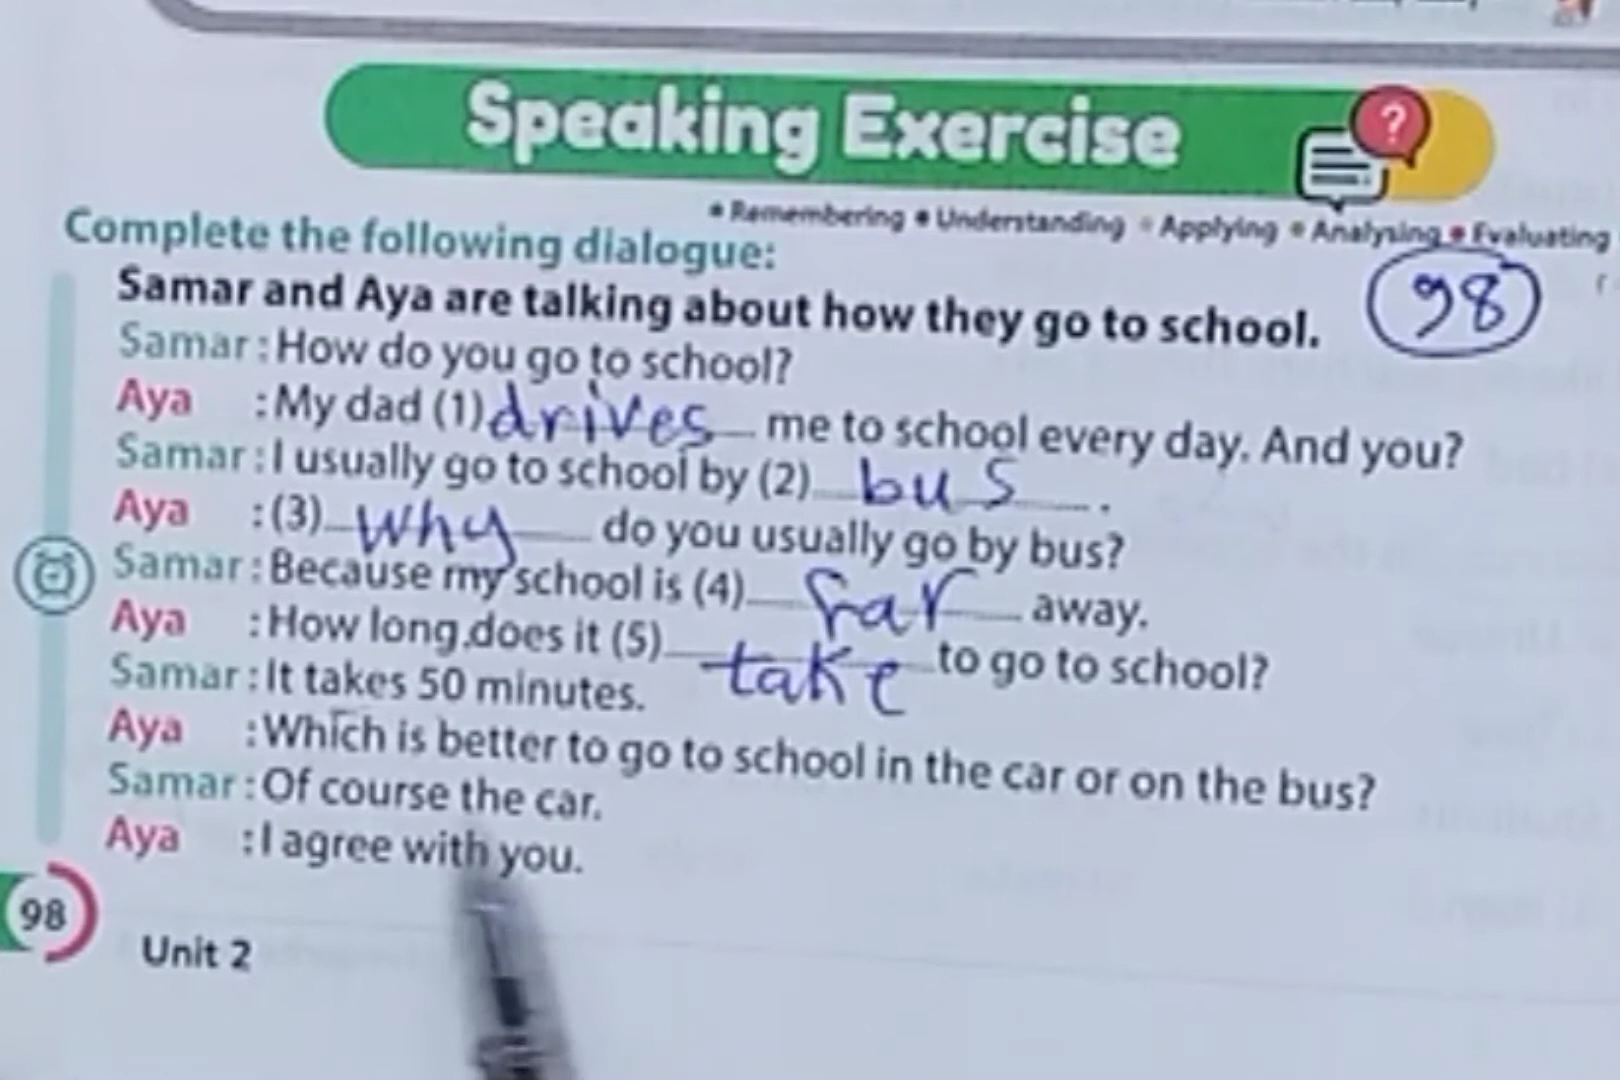 Speaking Exercise
?
• Remembering • Understanding • Applying • Analysing • Evaluating
Complete the following dialogue:
98
Samar and Aya are talking about how they go to school.
Samar : How do you go to school?
Aya : My dad (1) drives me to school every day. And you?
Samar : I usually go to school by (2) bus .
Aya : (3) why do you usually go by bus?
Samar : Because my school is (4) far away.
Aya : How long does it (5) take to go to school?
Samar : It takes 50 minutes.
Aya : Which is better to go to school in the car or on the bus?
Samar : Of course the car.
Aya : I agree with you.
98
Unit 2